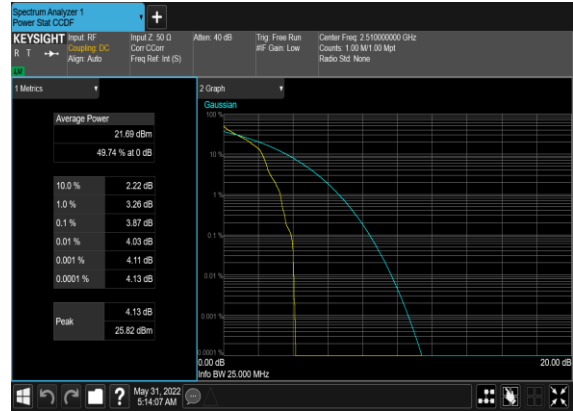 Spectrum Analyzer 1
Power Stat CCDF
+
KEYSIGHT Input: RF Input Z: 50 Ω Atten: 40 dB Trig: Free Run Center Freq: 2.510000000 GHz
R T Coupling: DC Corr CCorr #IF Gain: Low Counts: 1.00 M/1.00 Mpt
Align: Auto Freq Ref: Int (S) Radio Std: None
1 Metrics
2 Graph
Average Power
21.69 dBm
49.74 % at 0 dB
10.0 % 2.22 dB
1.0 % 3.26 dB
0.1 % 3.87 dB
0.01 % 4.03 dB
0.001 % 4.11 dB
0.0001 % 4.13 dB
Peak 4.13 dB
25.82 dBm
Gaussian
100 %
10 %
1 %
0.1 %
0.01 %
0.001 %
0.0001 %
0.00 dB 20.00 dB
Info BW 25.000 MHz
? May 31, 2022
5:14:07 AM